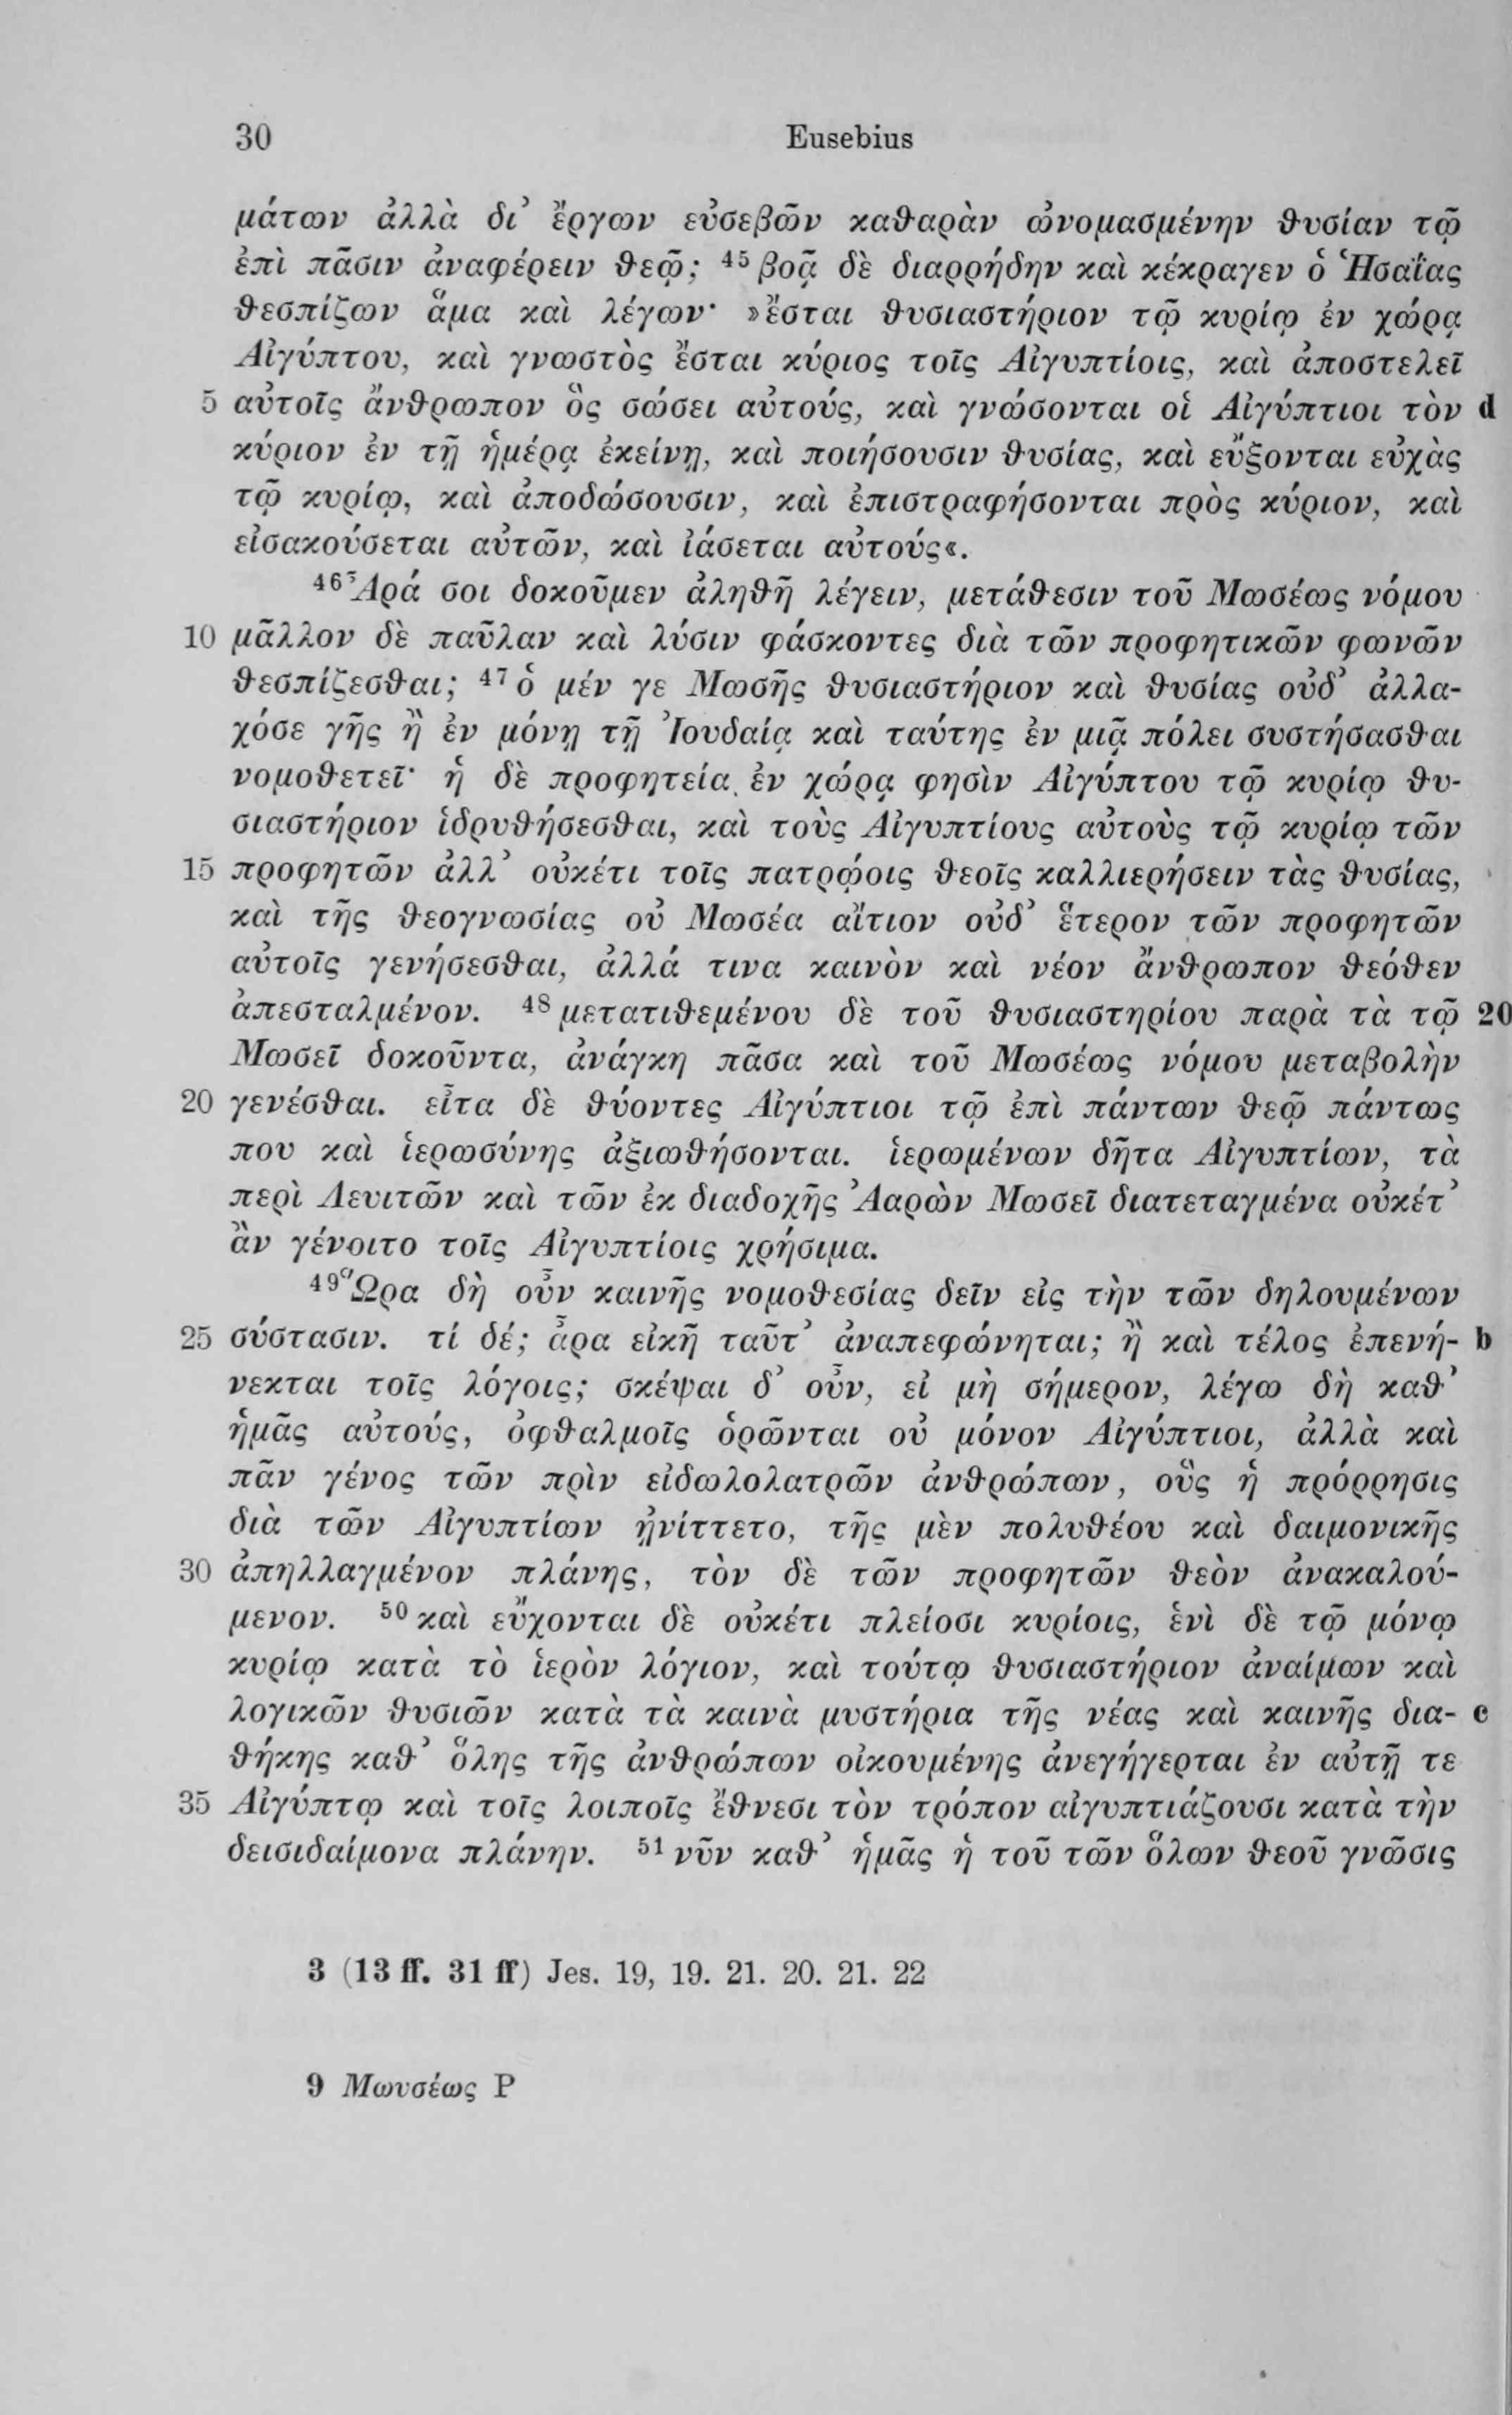 30 Eusebius
μάτων ἀλλὰ δι’ ἔργων εὐσεβῶν καθαρὰν ὠνομασμένην θυσίαν τῷ
ἐπὶ πᾶσιν ἀναφέρειν θεῷ; ⁴⁵ βοᾷ δὲ διαρρήδην καὶ κέκραγεν ὁ Ἡσαΐας
θεσπίζων ἅμα καὶ λέγων· »ἔσται θυσιαστήριον τῷ κυρίῳ ἐν χώρᾳ
Αἰγύπτου, καὶ γνωστὸς ἔσται κύριος τοῖς Αἰγυπτίοις, καὶ ἀποστελεῖ
5 αὐτοῖς ἄνθρωπον ὃς σώσει αὐτούς, καὶ γνώσονται οἱ Αἰγύπτιοι τὸν d
κύριον ἐν τῇ ἡμέρᾳ ἐκείνῃ, καὶ ποιήσουσιν θυσίας, καὶ εὔξονται εὐχὰς
τῷ κυρίῳ, καὶ ἀποδώσουσιν, καὶ ἐπιστραφήσονται πρὸς κύριον, καὶ
εἰσακούσεται αὐτῶν, καὶ ἰάσεται αὐτούς«.
⁴⁶ Ἆρά σοι δοκοῦμεν ἀληθῆ λέγειν, μετάθεσιν τοῦ Μωσέως νόμου
10 μᾶλλον δὲ παῦλαν καὶ λύσιν φάσκοντες διὰ τῶν προφητικῶν φωνῶν
θεσπίζεσθαι; ⁴⁷ ὁ μέν γε Μωσῆς θυσιαστήριον καὶ θυσίας οὐδ’ ἀλλα-
χόσε γῆς ἢ ἐν μόνῃ τῇ Ἰουδαίᾳ καὶ ταύτης ἐν μιᾷ πόλει συστήσασθαι
νομοθετεῖ· ἡ δὲ προφητεία ἐν χώρᾳ φησὶν Αἰγύπτου τῷ κυρίῳ θυ-
σιαστήριον ἱδρυθήσεσθαι, καὶ τοὺς Αἰγυπτίους αὐτοὺς τῷ κυρίῳ τῶν
15 προφητῶν ἀλλ’ οὐκέτι τοῖς πατρῴοις θεοῖς καλλιερήσειν τὰς θυσίας,
καὶ τῆς θεογνωσίας οὐ Μωσέα αἴτιον οὐδ’ ἕτερον τῶν προφητῶν
αὐτοῖς γενήσεσθαι, ἀλλά τινα καινὸν καὶ νέον ἄνθρωπον θεόθεν
ἀπεσταλμένον. ⁴⁸ μετατιθεμένου δὲ τοῦ θυσιαστηρίου παρὰ τὰ τῷ 20
Μωσεῖ δοκοῦντα, ἀνάγκη πᾶσα καὶ τοῦ Μωσέως νόμου μεταβολὴν
20 γενέσθαι. εἶτα δὲ θύοντες Αἰγύπτιοι τῷ ἐπὶ πάντων θεῷ πάντως
που καὶ ἱερωσύνης ἀξιωθήσονται. ἱερωμένων δῆτα Αἰγυπτίων, τὰ
περὶ Λευιτῶν καὶ τῶν ἐκ διαδοχῆς Ἀαρὼν Μωσεῖ διατεταγμένα οὐκέτ’
ἂν γένοιτο τοῖς Αἰγυπτίοις χρήσιμα.
⁴⁹ Ὥρα δὴ οὖν καινῆς νομοθεσίας δεῖν εἰς τὴν τῶν δηλουμένων
25 σύστασιν. τί δέ; ἆρα εἰκῆ ταῦτ’ ἀναπεφώνηται; ἢ καὶ τέλος ἐπενή- b
νεκται τοῖς λόγοις; σκέψαι δ’ οὖν, εἰ μὴ σήμερον, λέγω δὴ καθ’
ἡμᾶς αὐτούς, ὀφθαλμοῖς ὁρῶνται οὐ μόνον Αἰγύπτιοι, ἀλλὰ καὶ
πᾶν γένος τῶν πρὶν εἰδωλολατρῶν ἀνθρώπων, οὓς ἡ πρόρρησις
διὰ τῶν Αἰγυπτίων ᾐνίττετο, τῆς μὲν πολυθέου καὶ δαιμονικῆς
30 ἀπηλλαγμένον πλάνης, τὸν δὲ τῶν προφητῶν θεὸν ἀνακαλού-
μενον. ⁵⁰ καὶ εὔχονται δὲ οὐκέτι πλείοσι κυρίοις, ἑνὶ δὲ τῷ μόνῳ
κυρίῳ κατὰ τὸ ἱερὸν λόγιον, καὶ τούτῳ θυσιαστήριον ἀναίμων καὶ
λογικῶν θυσιῶν κατὰ τὰ καινὰ μυστήρια τῆς νέας καὶ καινῆς δια- c
θήκης καθ’ ὅλης τῆς ἀνθρώπων οἰκουμένης ἀνεγήγερται ἐν αὐτῇ τε
35 Αἰγύπτῳ καὶ τοῖς λοιποῖς ἔθνεσι τὸν τρόπον αἰγυπτιάζουσι κατὰ τὴν
δεισιδαίμονα πλάνην. ⁵¹ νῦν καθ’ ἡμᾶς ἡ τοῦ τῶν ὅλων θεοῦ γνῶσις
3 (13 ff. 31 ff) Jes. 19, 19. 21. 20. 21. 22
9 Μωυσέως P